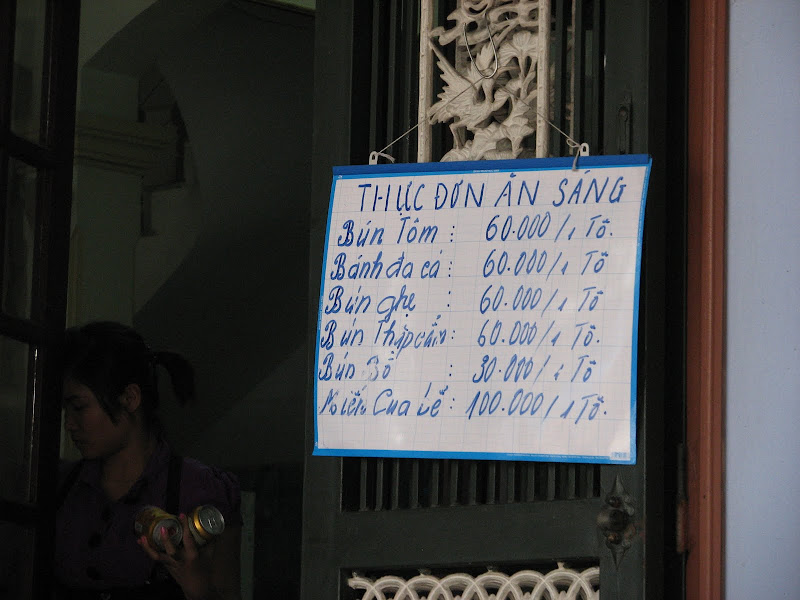 THỰC ĐƠN ĂN SÁNG
Bún Tôm : 60.000/1 Tô.
Bánh đa cá : 60.000/1 Tô
Bún ghẹ : 60.000/1 Tô
Bún Thập cẩm : 60.000/1 Tô.
Bún Bò : 30.000/1 Tô
Cua bể : 100.000/1 Tô.